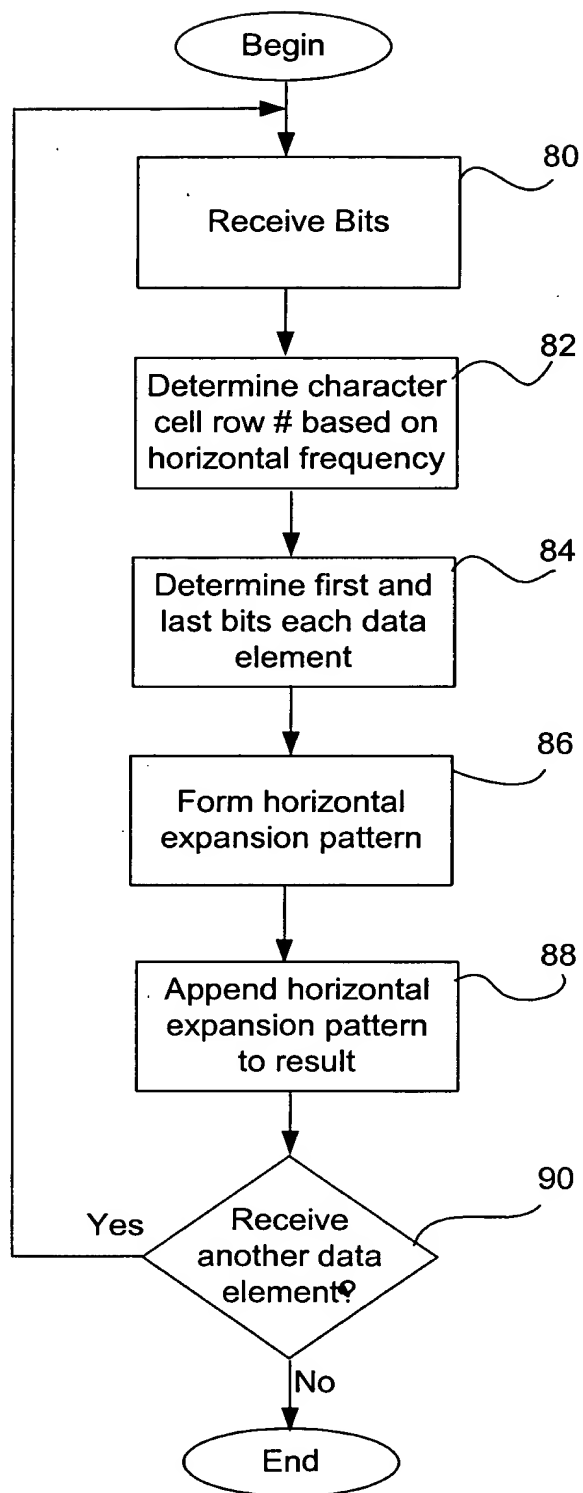 Begin
80
Receive Bits
82
Determine character
cell row # based on
horizontal frequency
84
Determine first and
last bits each data
element
86
Form horizontal
expansion pattern
88
Append horizontal
expansion pattern
to result
90
Yes
Receive
another data
element?
No
End